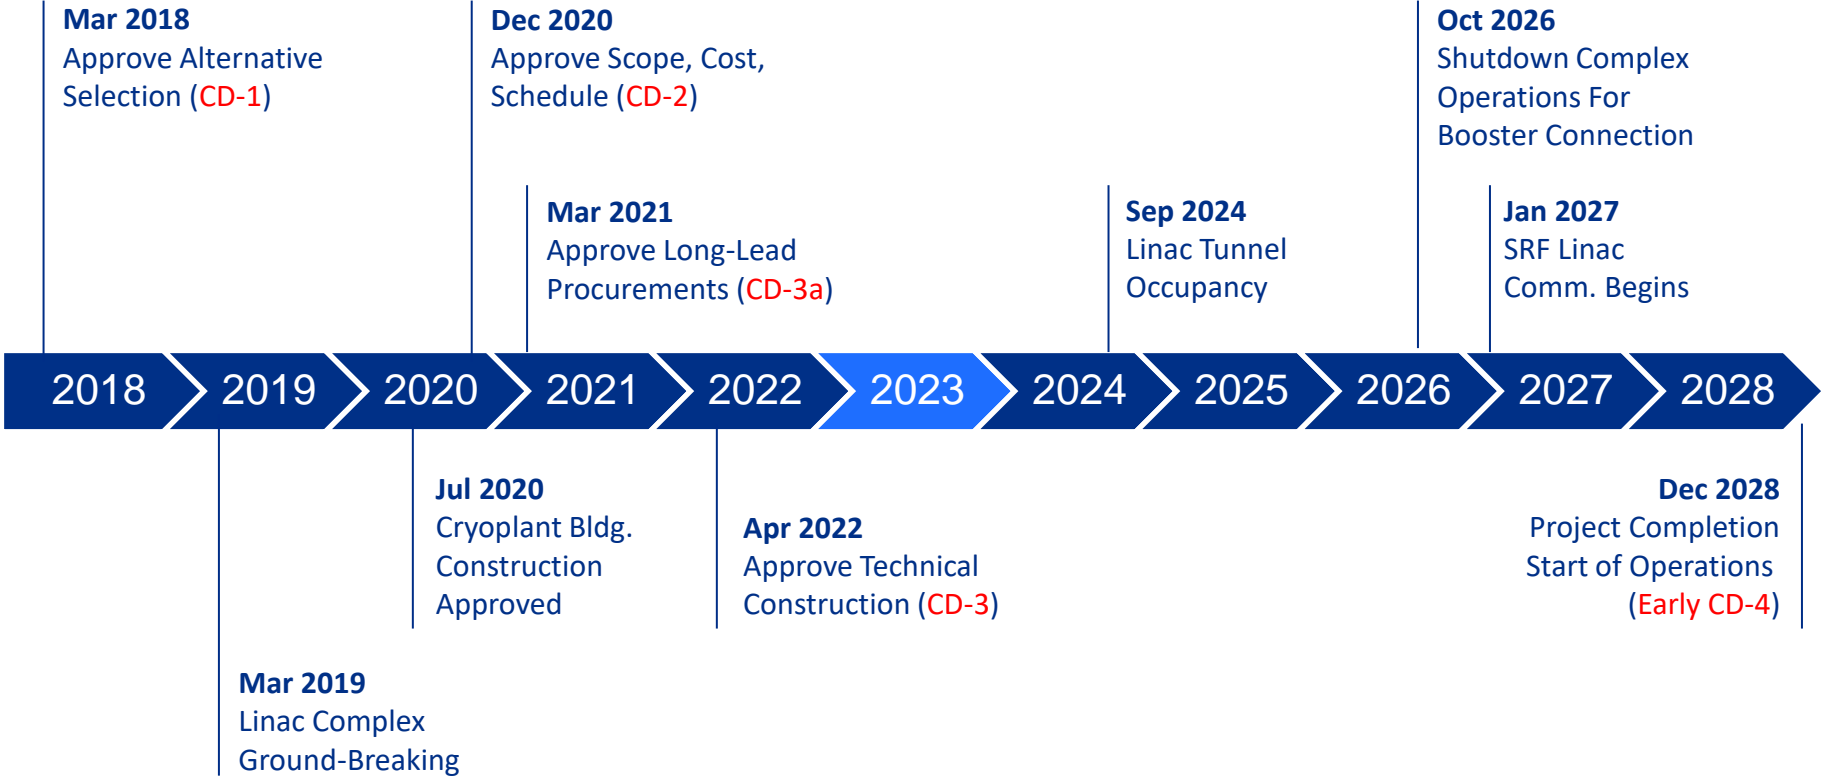 Mar 2018
Approve Alternative
Selection (CD-1)
Dec 2020
Approve Scope, Cost,
Schedule (CD-2)
Oct 2026
Shutdown Complex
Operations For
Booster Connection
Mar 2021
Approve Long-Lead
Procurements (CD-3a)
Sep 2024
Linac Tunnel
Occupancy
Jan 2027
SRF Linac
Comm. Begins
2018 2019 2020 2021 2022 2023 2024 2025 2026 2027 2028
Jul 2020
Cryoplant Bldg.
Construction
Approved
Apr 2022
Approve Technical
Construction (CD-3)
Dec 2028
Project Completion
Start of Operations
(Early CD-4)
Mar 2019
Linac Complex
Ground-Breaking